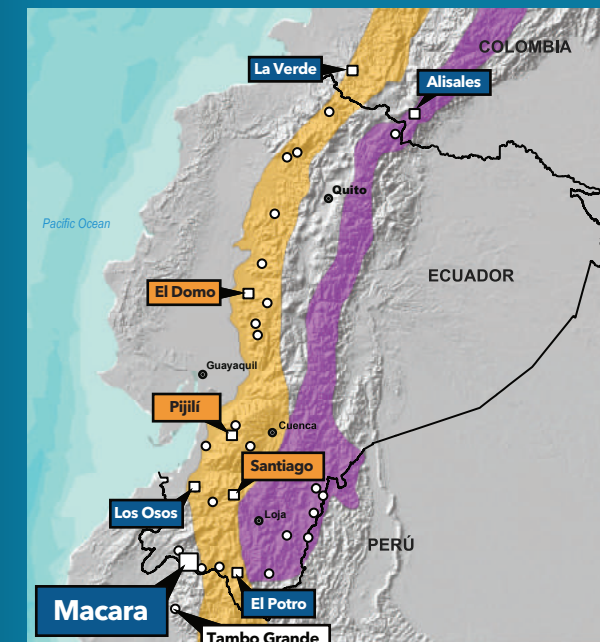 COLOMBIA
La Verde
Alisales
Quito
Pacific Ocean
ECUADOR
El Domo
Guayaquil
Pijilí
Cuenca
Santiago
Los Osos
Loja
PERÚ
Macara
El Potro
Tambo Grande